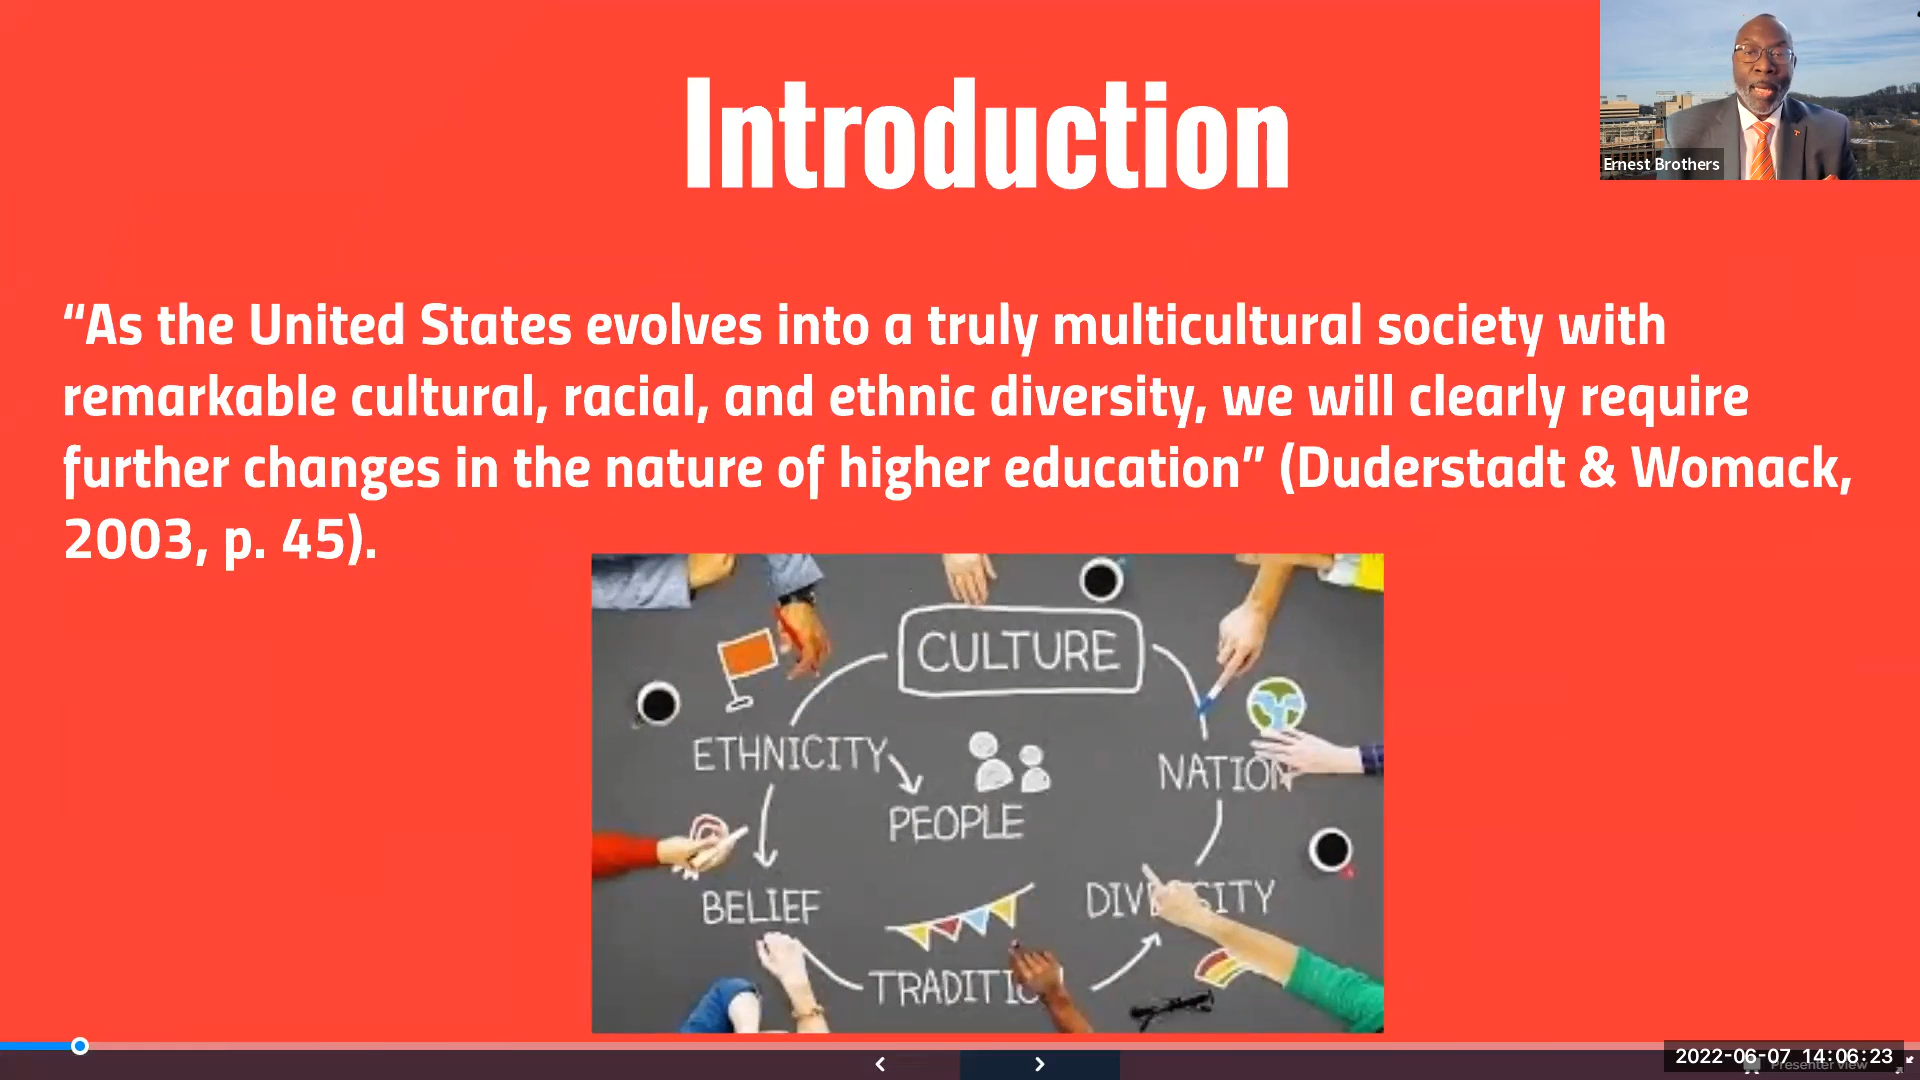 Introduction
Ernest Brothers
“As the United States evolves into a truly multicultural society with
remarkable cultural, racial, and ethnic diversity, we will clearly require
further changes in the nature of higher education” (Duderstadt & Womack,
2003, p. 45).
CULTURE
ETHNICITY
NATION
PEOPLE
BELIEF
DIVERSITY
TRADITION
2022-06-07 14:06:23
Presenter View